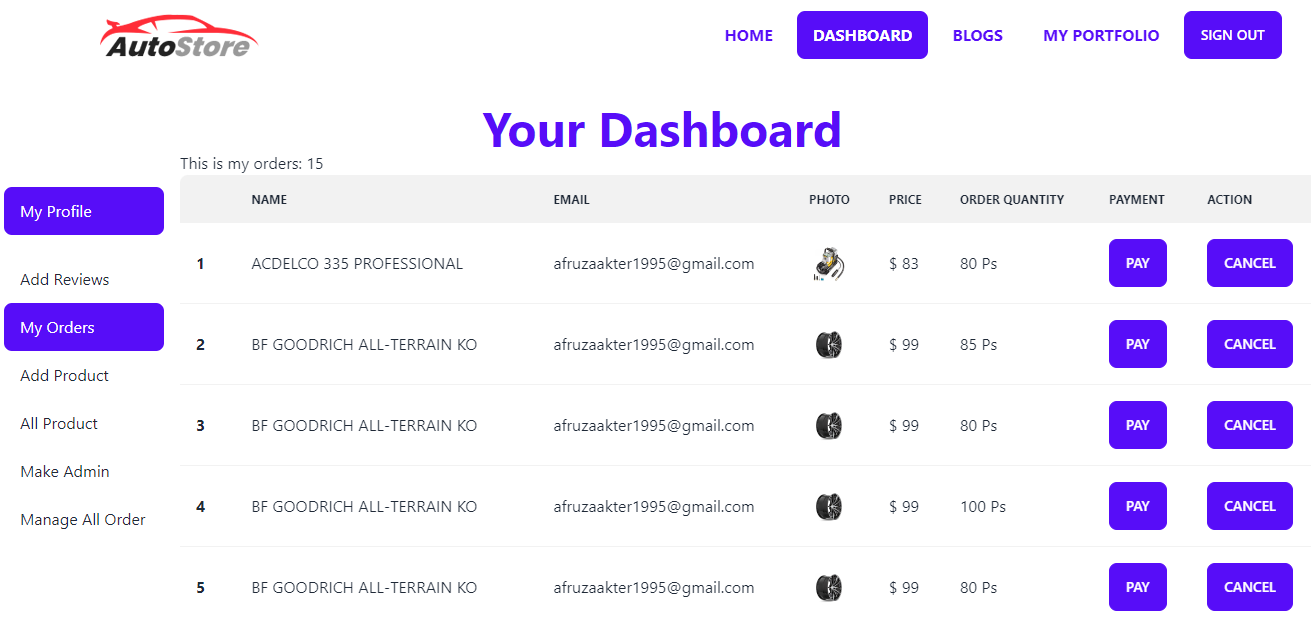 AutoStore
HOME DASHBOARD BLOGS MY PORTFOLIO SIGN OUT
Your Dashboard
This is my orders: 15
My Profile
Add Reviews
My Orders
Add Product
All Product
Make Admin
Manage All Order
NAME EMAIL PHOTO PRICE ORDER QUANTITY PAYMENT ACTION
1 ACDELCO 335 PROFESSIONAL afruzaakter1995@gmail.com $ 83 80 Ps PAY CANCEL
2 BF GOODRICH ALL-TERRAIN KO afruzaakter1995@gmail.com $ 99 85 Ps PAY CANCEL
3 BF GOODRICH ALL-TERRAIN KO afruzaakter1995@gmail.com $ 99 80 Ps PAY CANCEL
4 BF GOODRICH ALL-TERRAIN KO afruzaakter1995@gmail.com $ 99 100 Ps PAY CANCEL
5 BF GOODRICH ALL-TERRAIN KO afruzaakter1995@gmail.com $ 99 80 Ps PAY CANCEL